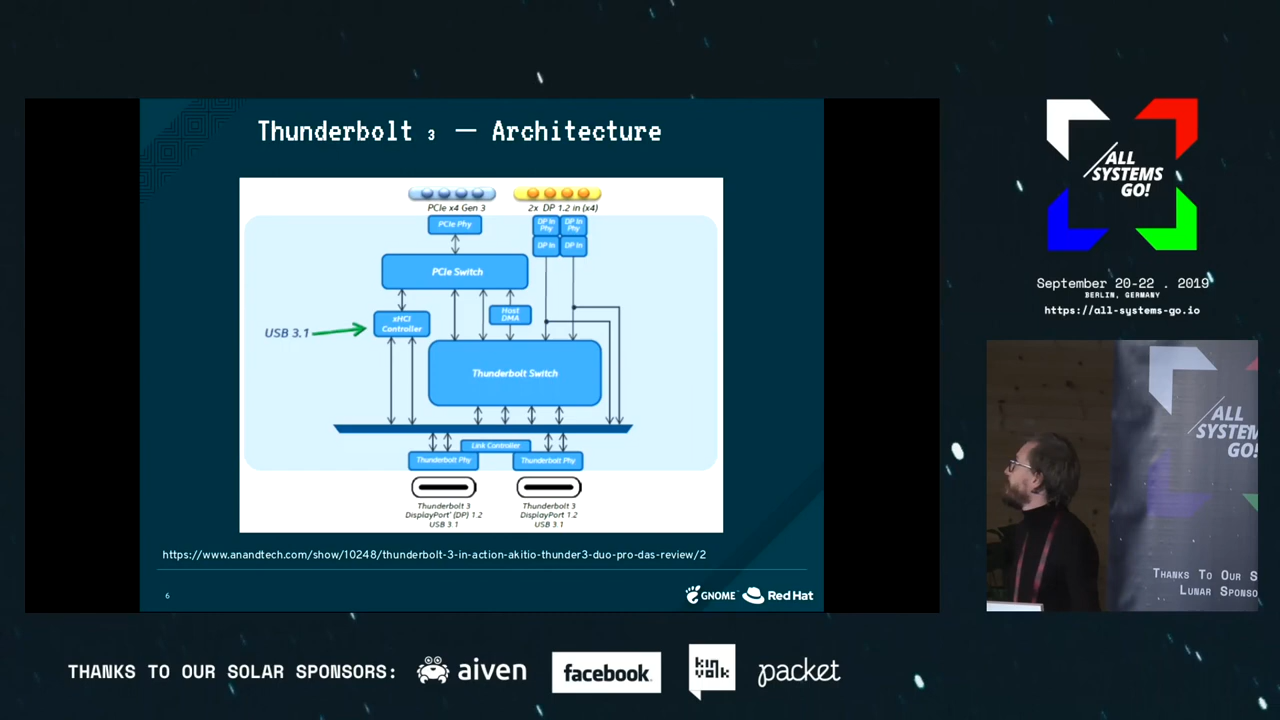 Thunderbolt 3 — Architecture
PCIe x4 Gen 3
2x DP 1.2 in (x4)
PCIe Phy
DP In Phy
DP In Phy
DP In
DP In
PCIe Switch
xHCI Controller
Host DMA
USB 3.1
Thunderbolt Switch
Link Controller
Thunderbolt Phy
Thunderbolt Phy
Thunderbolt 3
DisplayPort* (DP) 1.2
USB 3.1
Thunderbolt 3
DisplayPort 1.2
USB 3.1
https://www.anandtech.com/show/10248/thunderbolt-3-in-action-akitio-thunder3-duo-pro-das-review/2
6
GNOME
Red Hat
ALL
SYSTEMS
GO!
September 20-22 . 2019
BERLIN, GERMANY
https://all-systems-go.io
ALL
SYSTEM
GO!
THANKS TO OUR S
LUNAR SPONSO
THANKS TO OUR SOLAR SPONSORS:
aiven
facebook.
kinvolk
packet